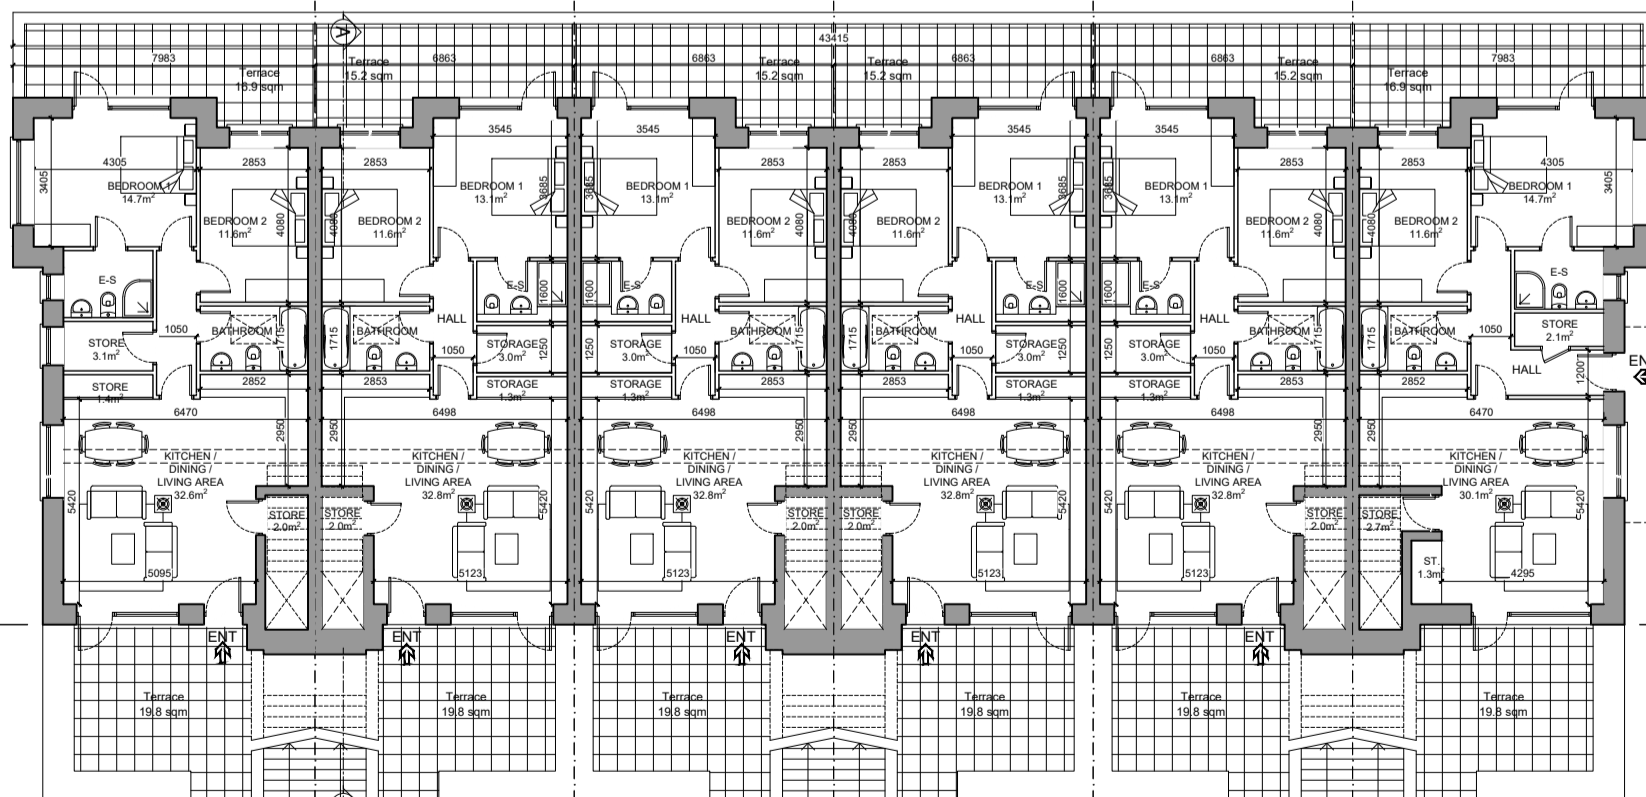 A
43415
7983
6863
6863
6863
6863
7983
Terrace
16.9 sqm
Terrace
15.2 sqm
Terrace
15.2 sqm
Terrace
15.2 sqm
Terrace
15.2 sqm
Terrace
16.9 sqm
3545
3545
3545
3545
4305
2853
2853
2853
2853
2853
2853
4305
3405
BEDROOM 1
14.7m²
BEDROOM 1
13.1m²
3685
3685
BEDROOM 1
13.1m²
BEDROOM 1
13.1m²
3685
3685
BEDROOM 1
13.1m²
BEDROOM 1
14.7m²
3405
BEDROOM 2
11.6m²
4080
4080
BEDROOM 2
11.6m²
BEDROOM 2
11.6m²
4080
4080
BEDROOM 2
11.6m²
BEDROOM 2
11.6m²
4080
4080
BEDROOM 2
11.6m²
E-S
E-S
1600
1600
E-S
E-S
1600
1600
E-S
E-S
1050
BATHROOM
1715
1715
BATHROOM
HALL
HALL
BATHROOM
1715
1715
BATHROOM
HALL
HALL
BATHROOM
1715
1715
BATHROOM
1050
STORE
3.1m²
1050
STORAGE
3.0m²
1250
1250
STORAGE
3.0m²
1050
1050
STORAGE
3.0m²
1250
1250
STORAGE
3.0m²
1050
STORE
2.1m²
HALL
1200
EN
STORE
1.4m²
2852
2853
STORAGE
1.3m²
STORAGE
1.3m²
2853
2853
STORAGE
1.3m²
STORAGE
1.3m²
2853
2852
6470
6498
6498
6498
6498
6470
2950
2950
2950
2950
2950
2950
KITCHEN /
DINING /
LIVING AREA
32.6m²
KITCHEN /
DINING /
LIVING AREA
32.8m²
KITCHEN /
DINING /
LIVING AREA
32.8m²
KITCHEN /
DINING /
LIVING AREA
32.8m²
KITCHEN /
DINING /
LIVING AREA
32.8m²
KITCHEN /
DINING /
LIVING AREA
30.1m²
5420
5420
5420
5420
5420
5420
STORE
2.0m²
STORE
2.0m²
STORE
2.0m²
STORE
2.0m²
STORE
2.0m²
STORE
2.7m²
ST.
1.3m²
5095
5123
5123
5123
5123
4295
X
X
X
X
X
X
ENT
ENT
ENT
ENT
ENT
Terrace
19.8 sqm
Terrace
19.8 sqm
Terrace
19.8 sqm
Terrace
19.8 sqm
Terrace
19.8 sqm
Terrace
19.8 sqm